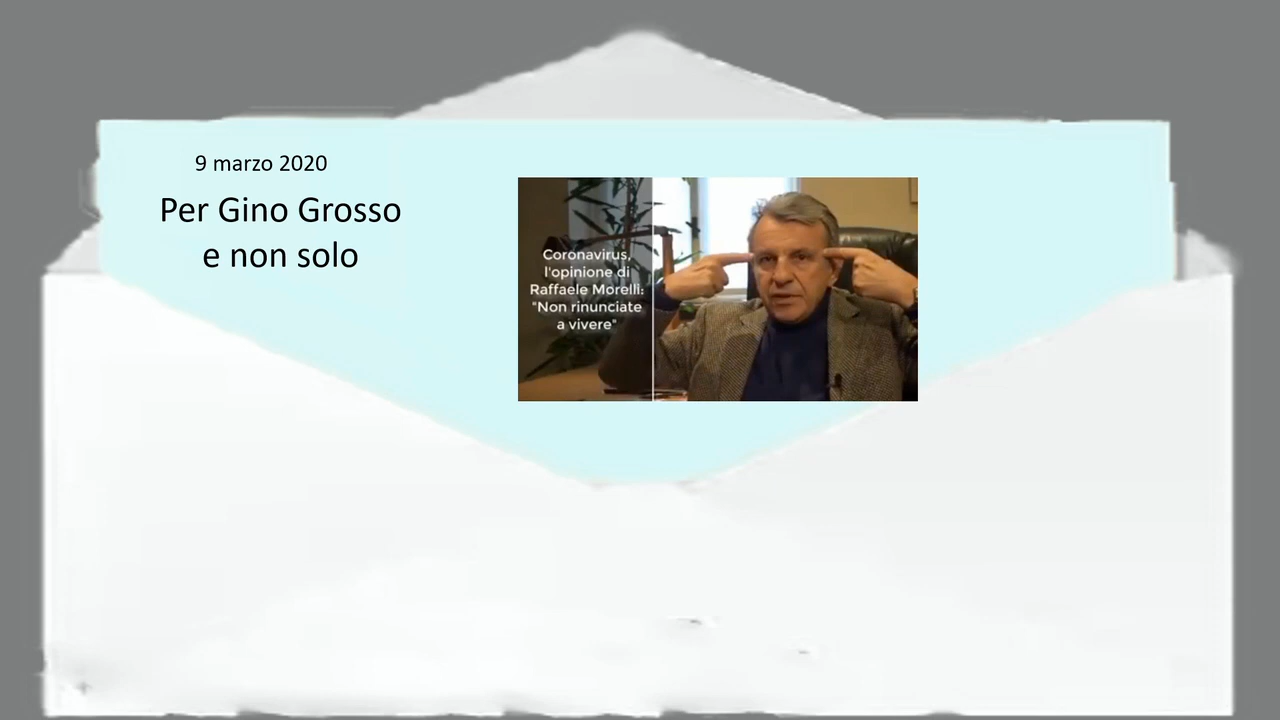 9 marzo 2020
Per Gino Grosso
e non solo
Coronavirus,
l'opinione di
Raffaele Morelli:
"Non rinunciate
a vivere"